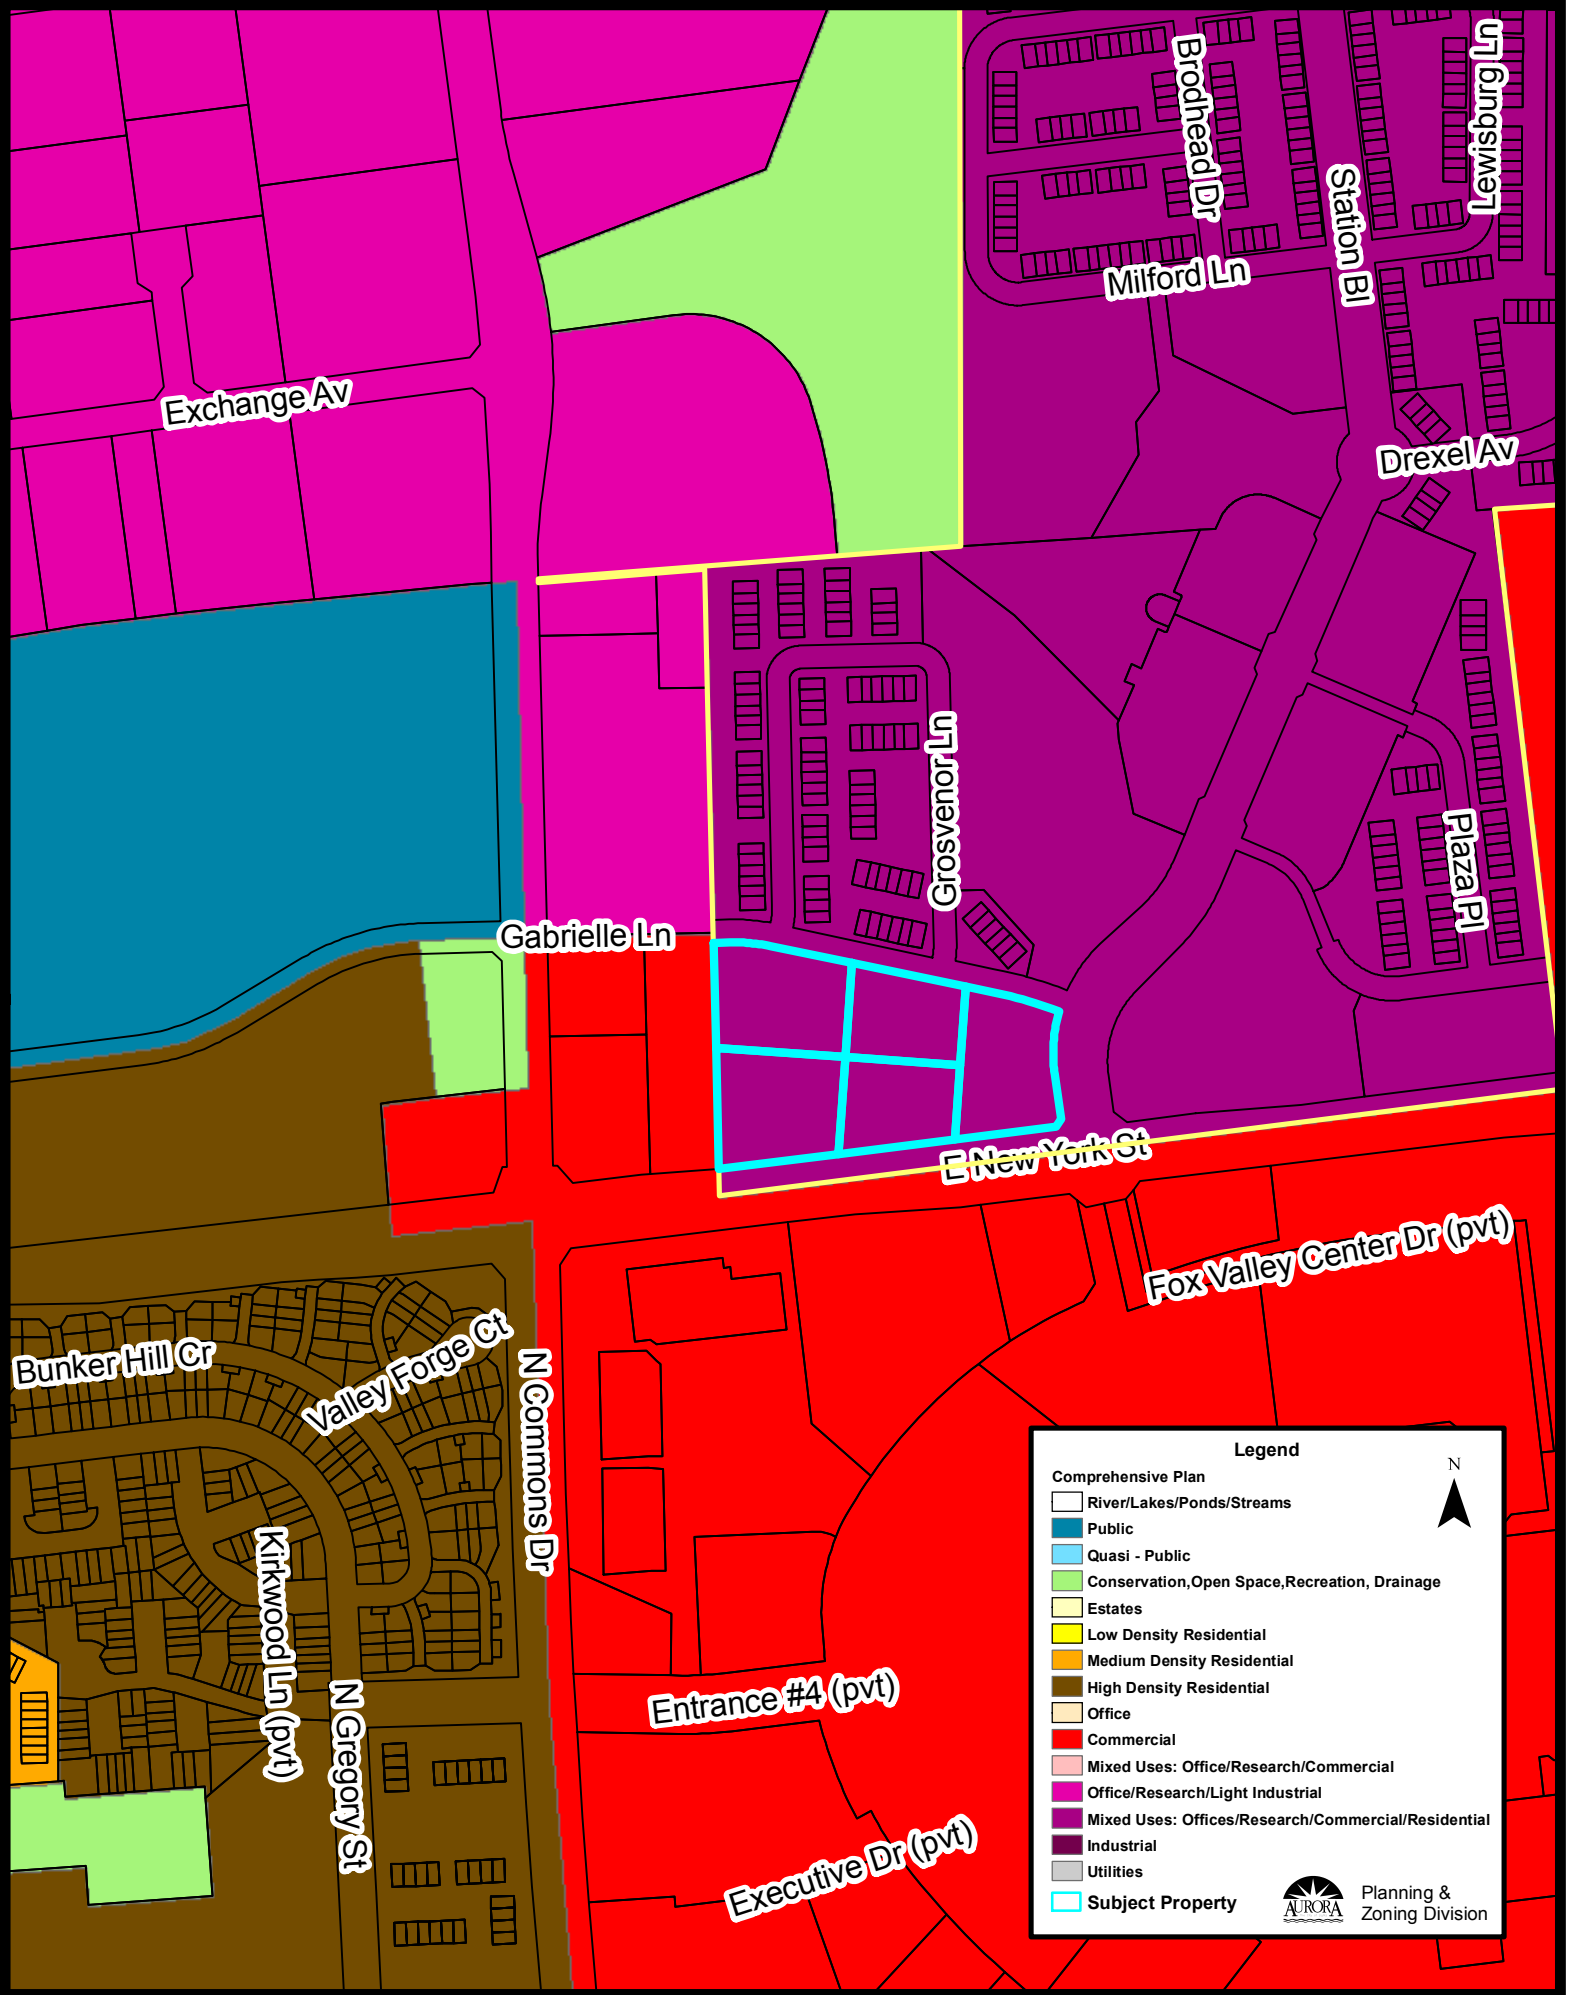 Brodhead Dr
Lewisburg Ln
Station Bl
Milford Ln
Exchange Av
Drexel Av
Grosvenor Ln
Plaza Pl
Gabrielle Ln
E New York St
Fox Valley Center Dr (pvt)
Bunker Hill Cr
Valley Forge Ct
N Commons Dr
Kirkwood Ln (pvt)
N Gregory St
Entrance #4 (pvt)
Executive Dr (pvt)
Legend
N
Comprehensive Plan
River/Lakes/Ponds/Streams
Public
Quasi - Public
Conservation,Open Space,Recreation, Drainage
Estates
Low Density Residential
Medium Density Residential
High Density Residential
Office
Commercial
Mixed Uses: Office/Research/Commercial
Office/Research/Light Industrial
Mixed Uses: Offices/Research/Commercial/Residential
Industrial
Utilities
Subject Property
AURORA
Planning &
Zoning Division